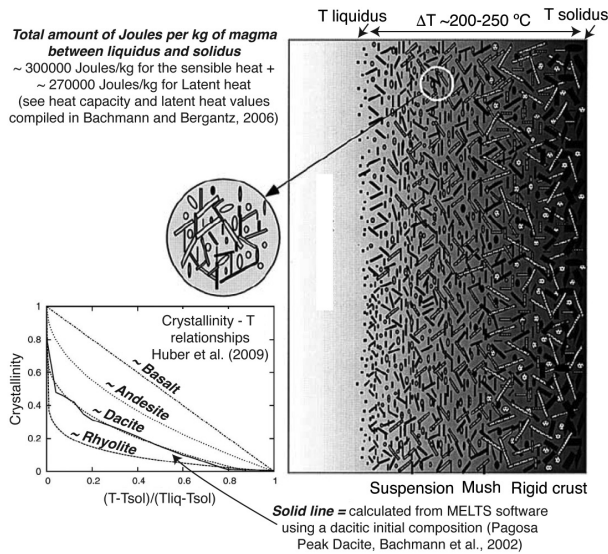 Total amount of Joules per kg of magma
between liquidus and solidus
~ 300000 Joules/kg for the sensible heat +
~ 270000 Joules/kg for Latent heat
(see heat capacity and latent heat values
compiled in Bachmann and Bergantz, 2006)
T liquidus
ΔT ~200-250 ºC
T solidus
Crystallinity - T
relationships
Huber et al. (2009)
~ Basalt
~ Andesite
~ Dacite
~ Rhyolite
Crystallinity
1
0.8
0.6
0.4
0.2
0
0
0.2
0.4
0.6
0.8
1
(T-Tsol)/(Tliq-Tsol)
Suspension
Mush
Rigid crust
Solid line = calculated from MELTS software
using a dacitic initial composition (Pagosa
Peak Dacite, Bachmann et al., 2002)